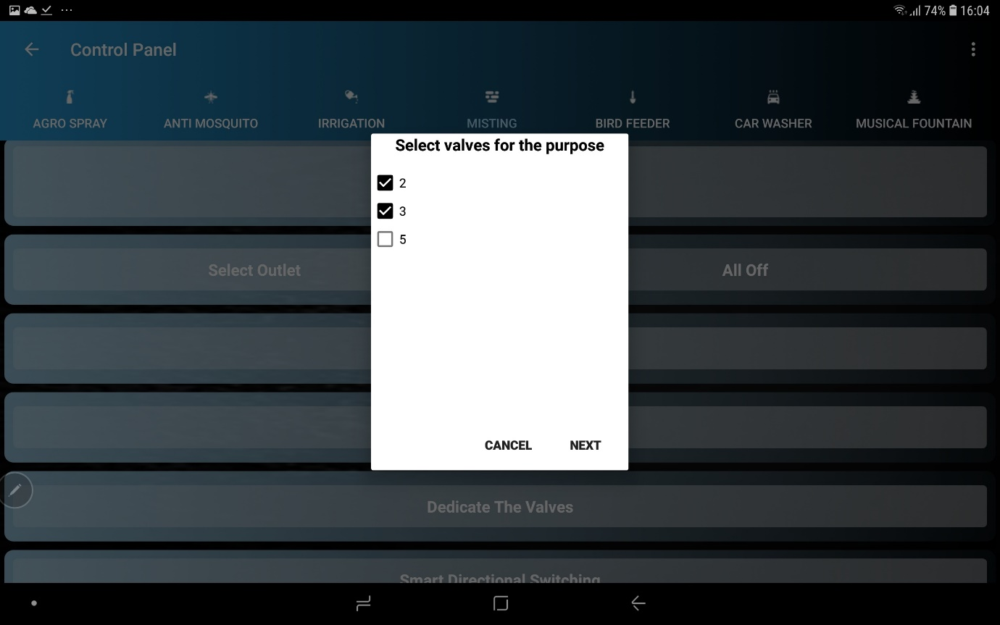 74% 16:04
Control Panel
AGRO SPRAY ANTI MOSQUITO IRRIGATION MISTING BIRD FEEDER CAR WASHER MUSICAL FOUNTAIN
Select valves for the purpose
2
3
5
Select Outlet All Off
CANCEL NEXT
Dedicate The Valves
Smart Directional Switching